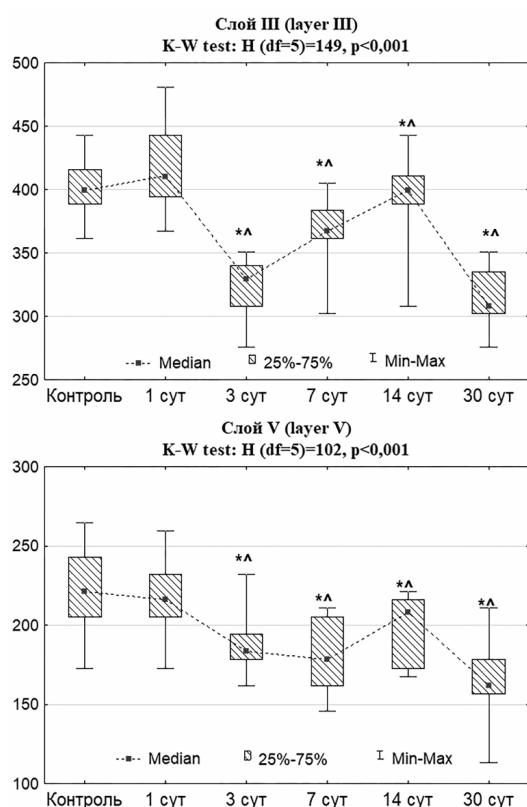 Слой III (layer III)
K-W test: H (df=5)=149, p<0,001
500
450
400
350
300
250
*^
*^
*^
*^
Median
25%-75%
Min-Max
Контроль 1 сут 3 сут 7 сут 14 сут 30 сут
Слой V (layer V)
K-W test: H (df=5)=102, p<0,001
300
250
200
150
100
*^
*^
*^
*^
Median
25%-75%
Min-Max
Контроль 1 сут 3 сут 7 сут 14 сут 30 сут